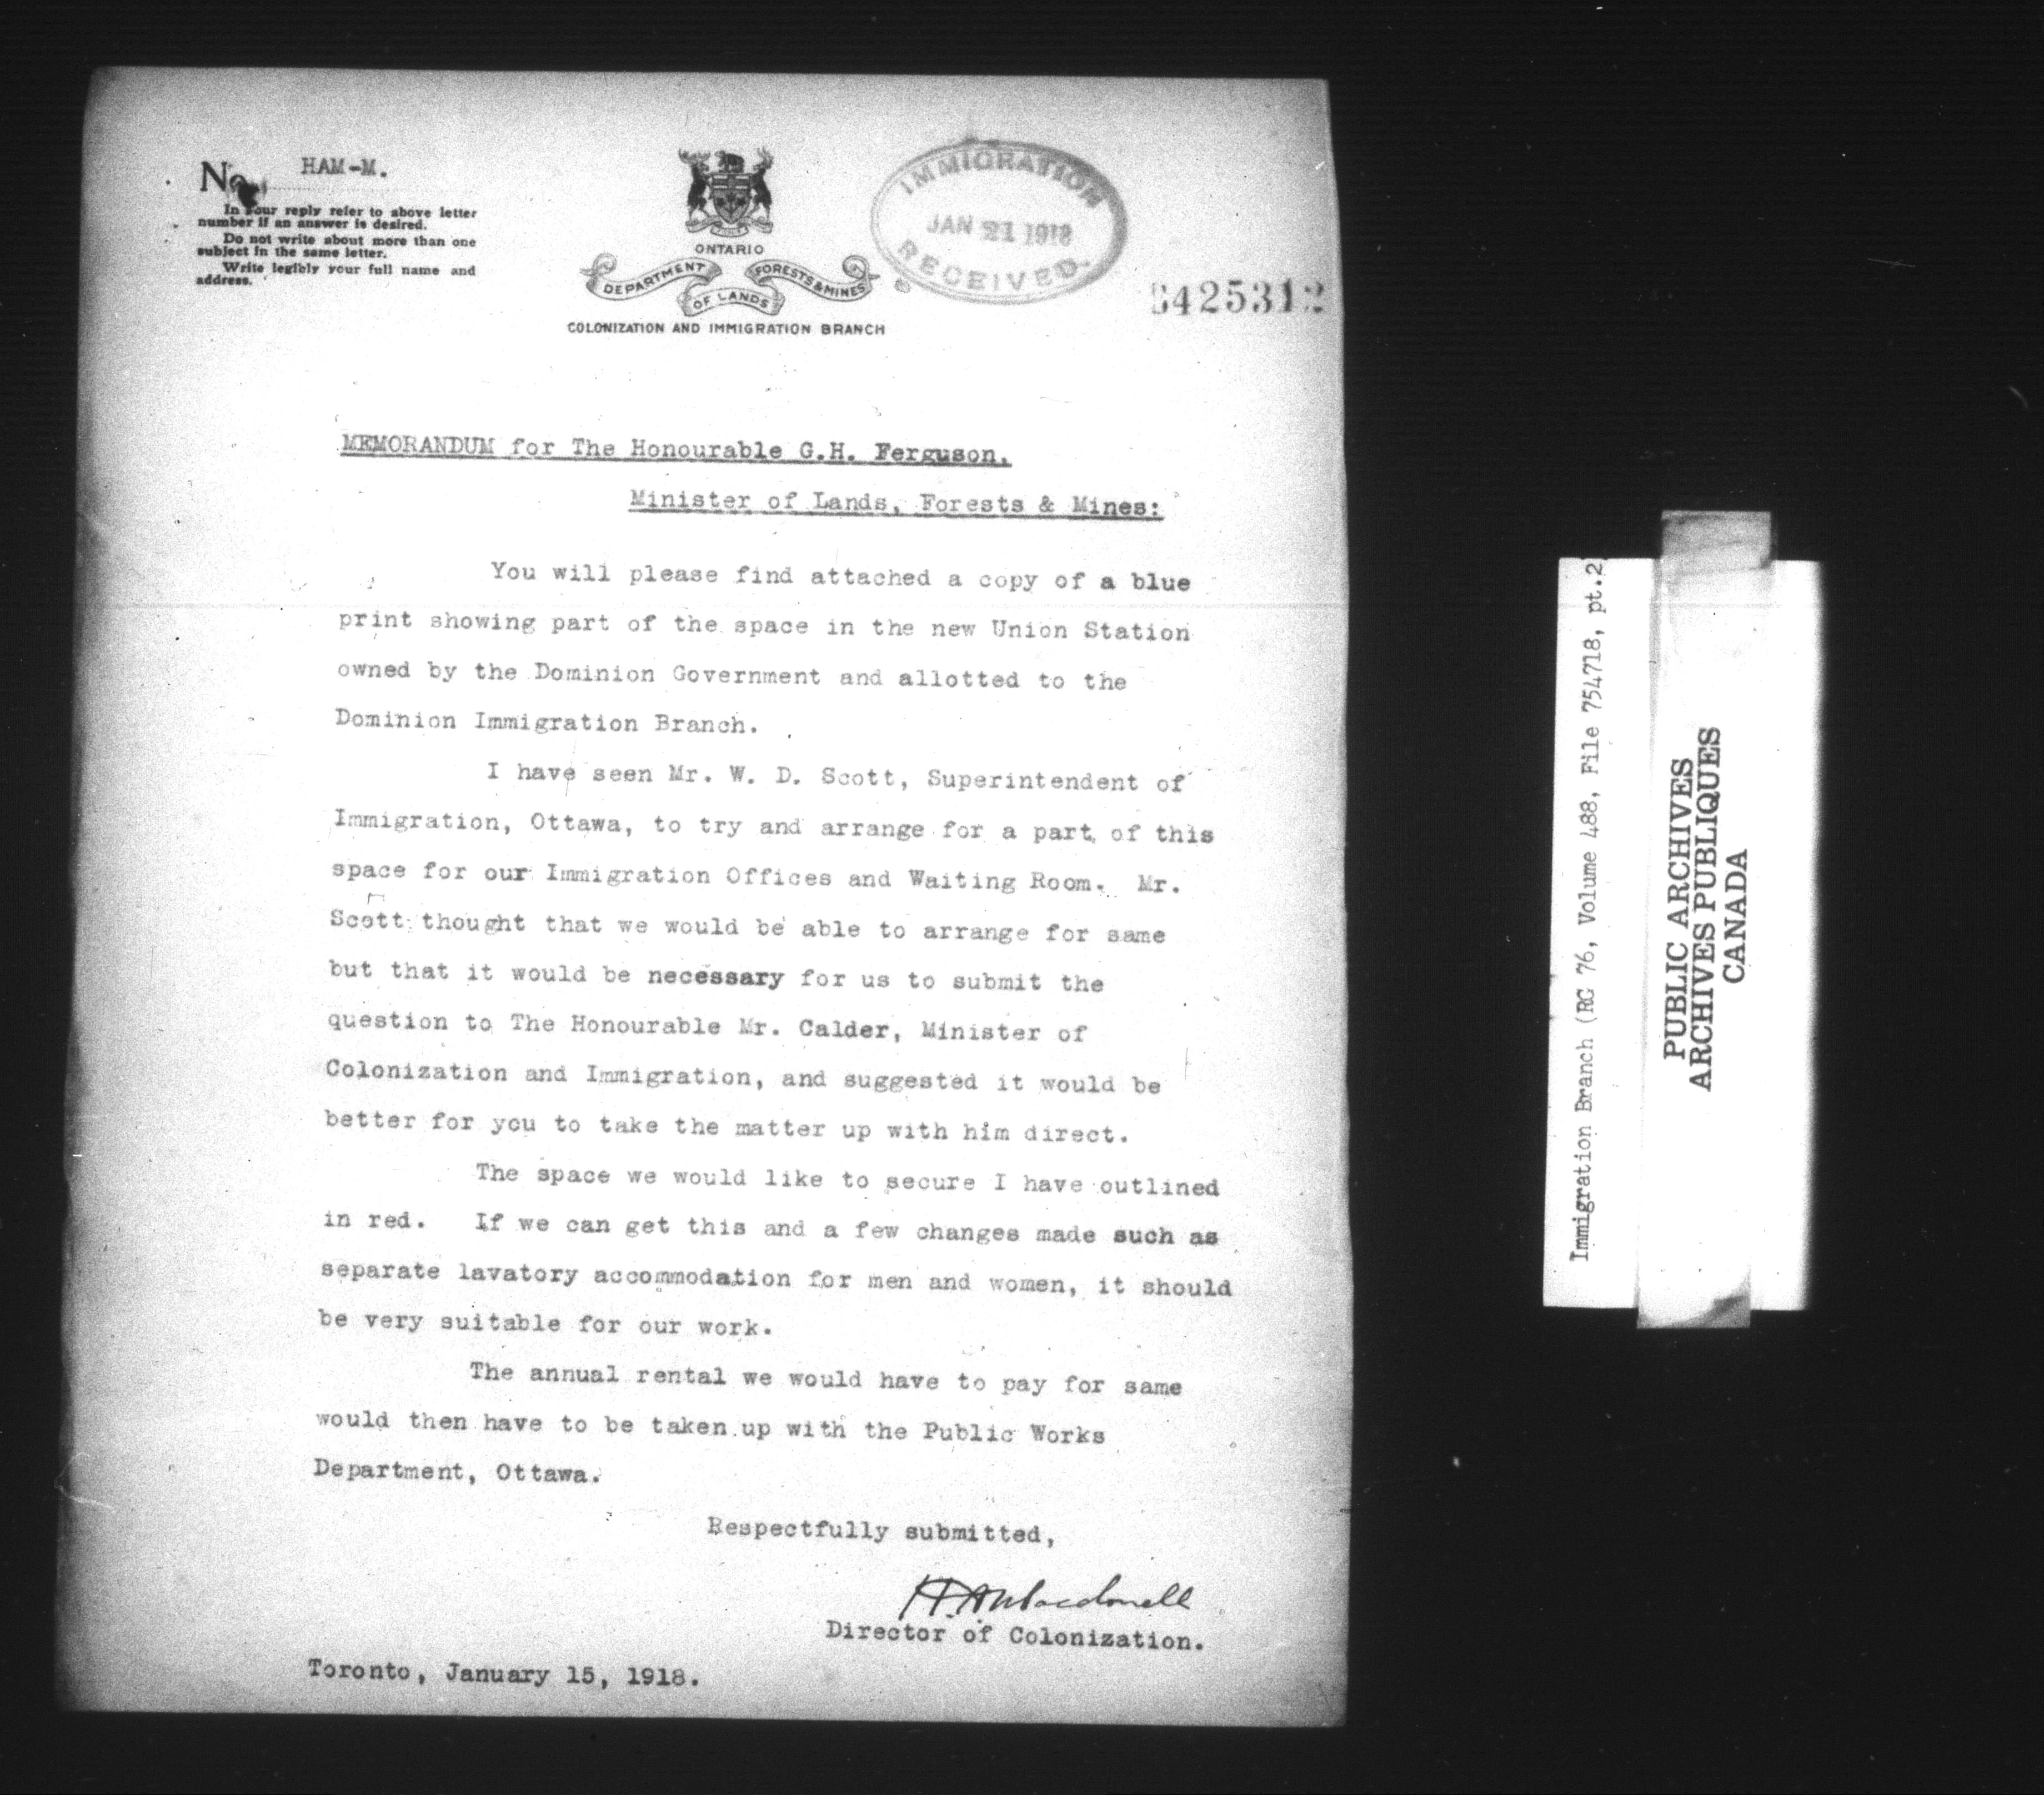 No. HAM-M.
In your reply refer to above letter
number if an answer is desired.
Do not write about more than one
subject in the same letter.
Write legibly your full name and
address.
ONTARIO
DEPARTMENT OF LANDS FORESTS & MINES
COLONIZATION AND IMMIGRATION BRANCH
IMMIGRATION
JAN 21 1918
RECEIVED.
425312
MEMORANDUM for The Honourable G.H. Ferguson,
Minister of Lands, Forests & Mines:
You will please find attached a copy of a blue
print showing part of the space in the new Union Station
owned by the Dominion Government and allotted to the
Dominion Immigration Branch.
I have seen Mr. W. D. Scott, Superintendent of
Immigration, Ottawa, to try and arrange for a part of this
space for our Immigration Offices and Waiting Room. Mr.
Scott thought that we would be able to arrange for same
but that it would be necessary for us to submit the
question to The Honourable Mr. Calder, Minister of
Colonization and Immigration, and suggested it would be
better for you to take the matter up with him direct.
The space we would like to secure I have outlined
in red. If we can get this and a few changes made such as
separate lavatory accommodation for men and women, it should
be very suitable for our work.
The annual rental we would have to pay for same
would then have to be taken up with the Public Works
Department, Ottawa.
Respectfully submitted,
H.A. Macdonell
Director of Colonization.
Toronto, January 15, 1918.
Immigration Branch (RG 76, Volume 488, File 754718, pt.2
PUBLIC ARCHIVES
ARCHIVES PUBLIQUES
CANADA